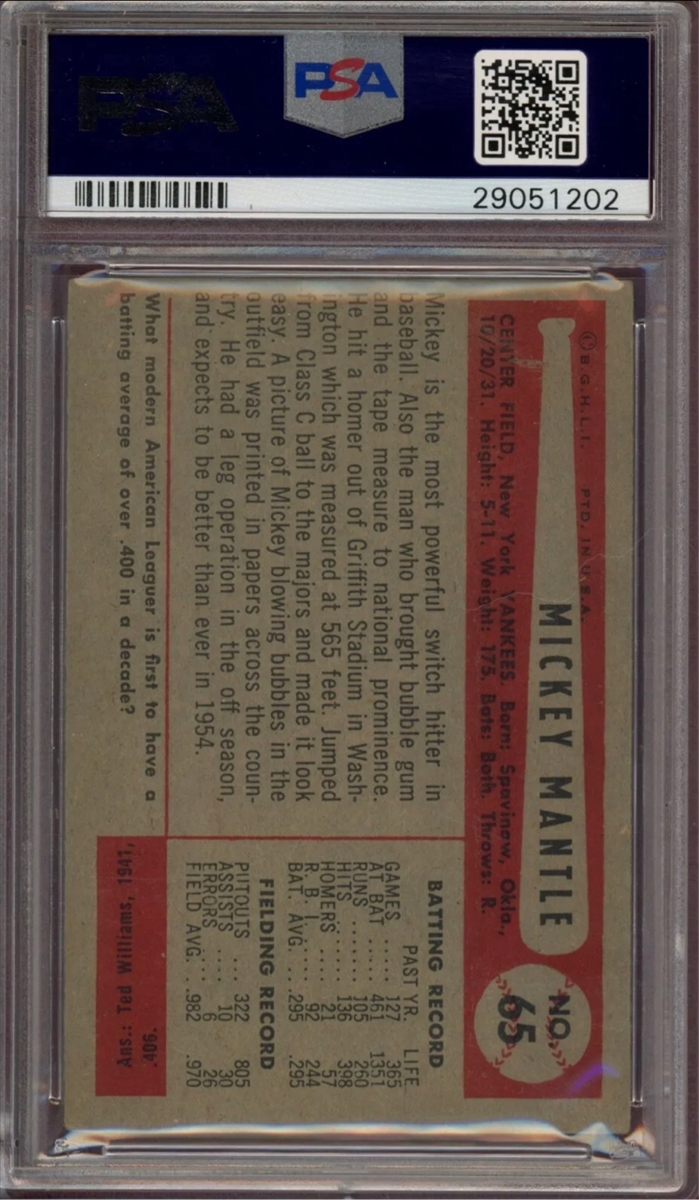 PSA
PSA
29051202
© B.G.H.L.I. PTD. IN U.S.A.
MICKEY MANTLE
NO. 65
CENTER FIELD, New York YANKEES. Born: Spavinow, Okla.,
10/20/31. Height: 5-11. Weight: 175. Bats: Both. Throws: R.
Mickey is the most powerful switch hitter in
baseball. Also the man who brought bubble gum
and the tape measure to national prominence.
He hit a homer out of Griffith Stadium in Wash-
ington which was measured at 565 feet. Jumped
from Class C ball to the majors and made it look
easy. A picture of Mickey blowing bubbles in the
outfield was printed in papers across the coun-
try. He had a leg operation in the off season,
and expects to be better than ever in 1954.
BATTING RECORD
PAST YR. LIFE
GAMES ..... 127 365
AT BAT ..... 461 1351
RUNS ....... 105 260
HITS ....... 136 398
HOMERS ..... 21 57
R. B. I. ..... 92 244
BAT. AVG. .. .295 .295
FIELDING RECORD
PUTOUTS .... 322 805
ASSISTS .... 10 30
ERRORS ..... 6 26
FIELD AVG. .. .982 .970
What modern American Leaguer is first to have a
batting average of over .400 in a decade?
Ans.: Ted Williams, 1941,
.406.